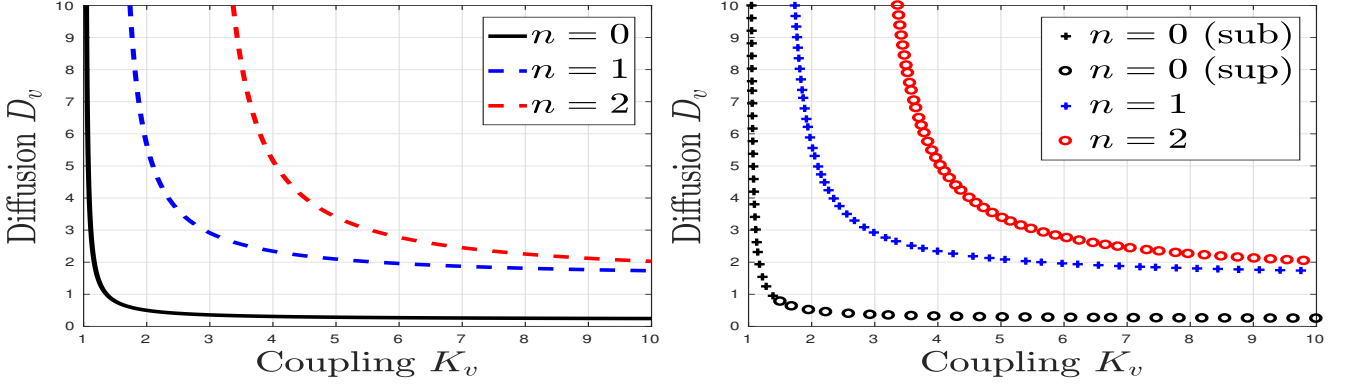 10
9
8
7
6
5
4
3
2
1
0
Diffusion D_v
n = 0
n = 1
n = 2
1 2 3 4 5 6 7 8 9 10
Coupling K_v
10
9
8
7
6
5
4
3
2
1
0
Diffusion D_v
n = 0 (sub)
n = 0 (sup)
n = 1
n = 2
1 2 3 4 5 6 7 8 9 10
Coupling K_v